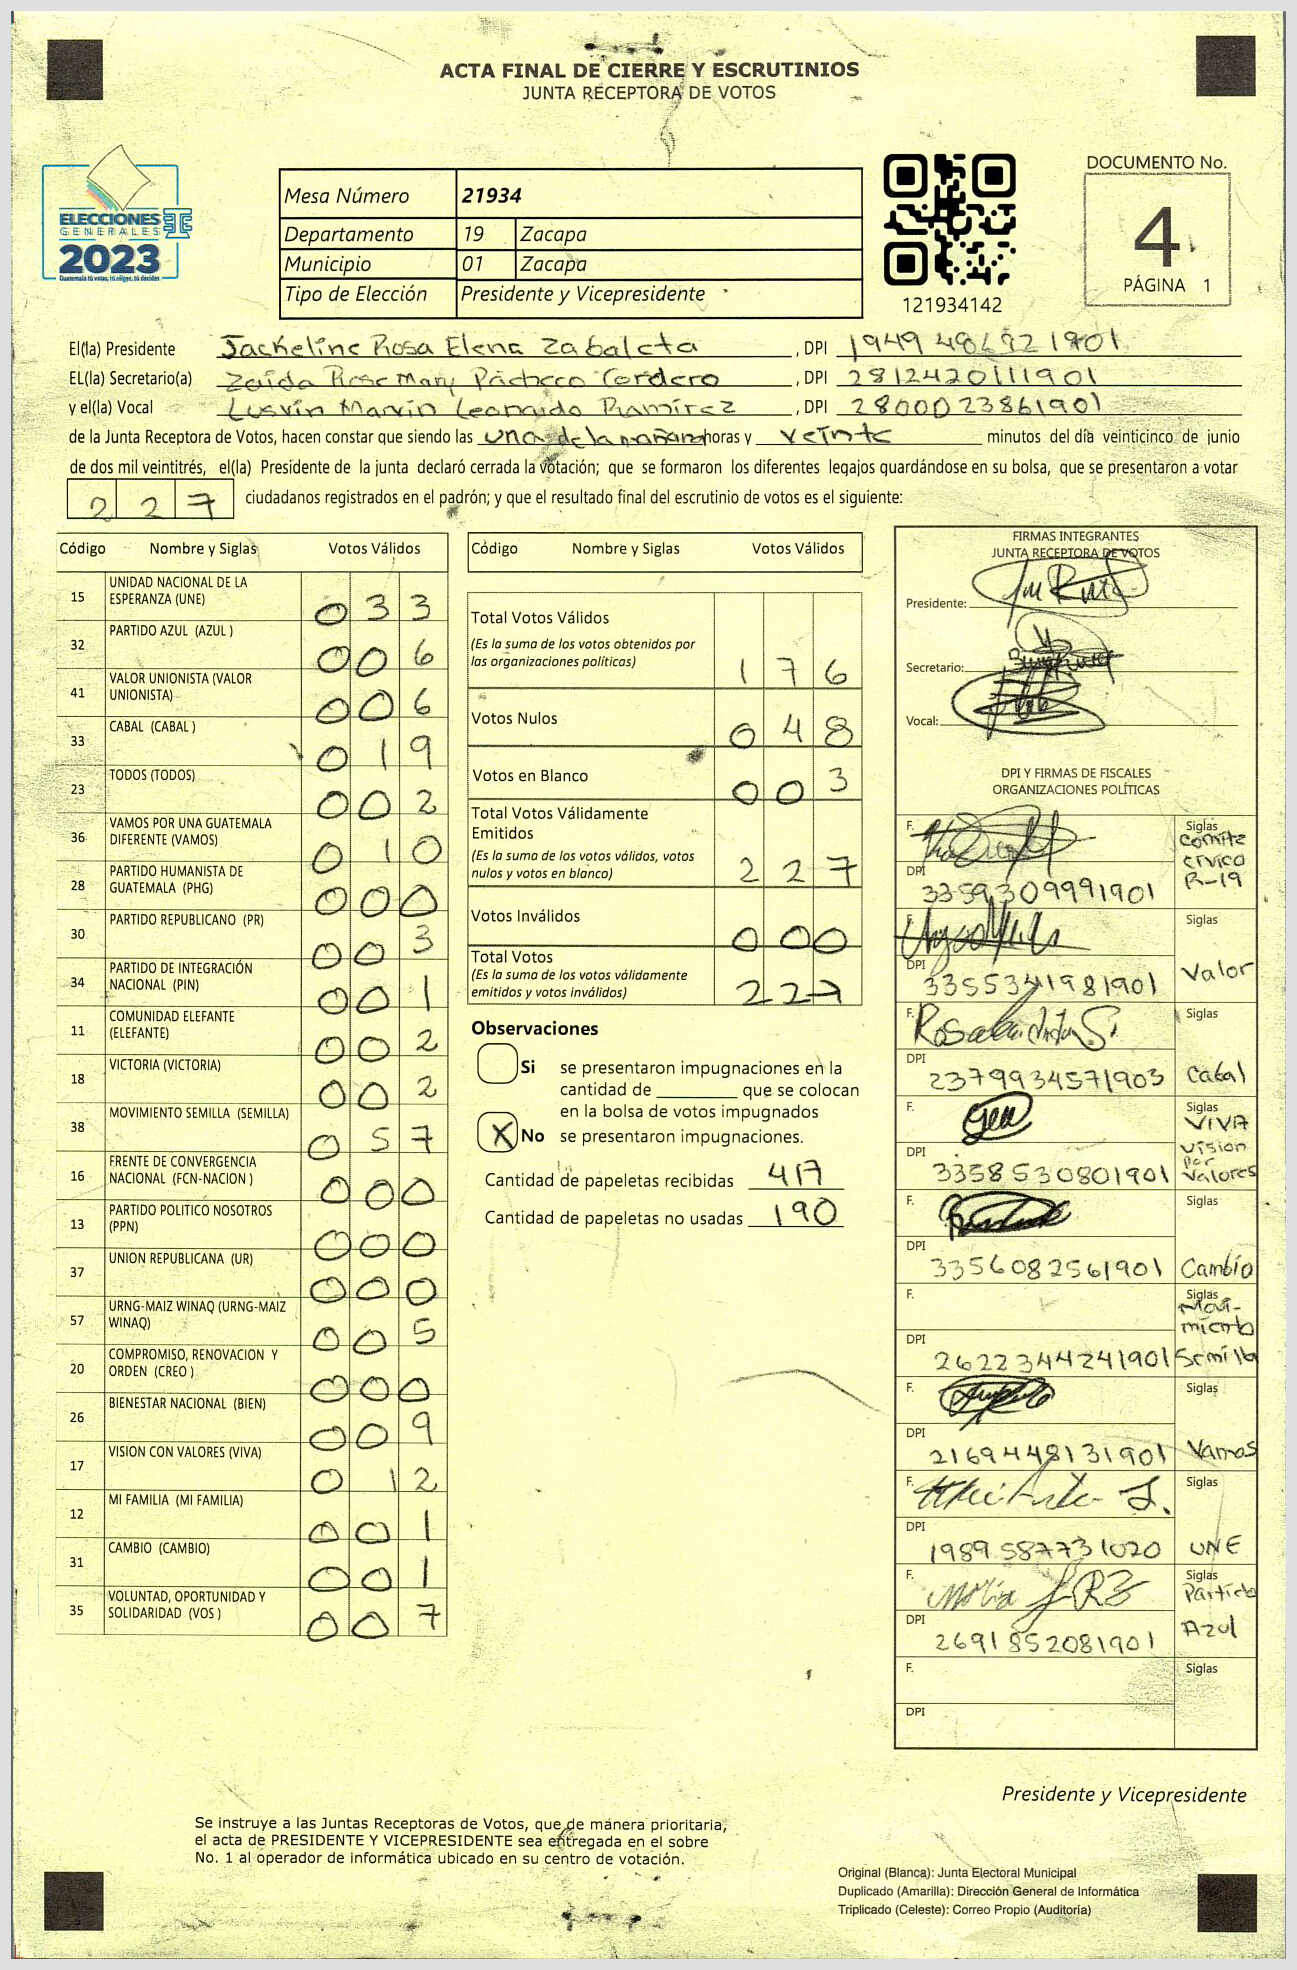 ACTA FINAL DE CIERRE Y ESCRUTINIOS
JUNTA RECEPTORA DE VOTOS
ELECCIONES
GENERALES
2023
Guatemala tú votas, tú eliges, tú decides
Mesa Número 21934
Departamento 19 Zacapa
Municipio 01 Zacapa
Tipo de Elección Presidente y Vicepresidente
121934142
DOCUMENTO No.
4
PÁGINA 1
El(la) Presidente Jackeline Rosa Elena Zabaleta, DPI 1949 486921901
EL(la) Secretario(a) Zaida Rose Mary Pacheco Cordero, DPI 2812420111901
y el(la) Vocal Lusvin Marvin Leonardo Ramírez, DPI 2800023861901
de la Junta Receptora de Votos, hacen constar que siendo las una de la mañana horas y veinte minutos del día veinticinco de junio
de dos mil veintitrés, el(la) Presidente de la junta declaró cerrada la votación; que se formaron los diferentes legajos quardándose en su bolsa, que se presentaron a votar
227 ciudadanos registrados en el padrón; y que el resultado final del escrutinio de votos es el siguiente:
Código Nombre y Siglas Votos Válidos
15 UNIDAD NACIONAL DE LA ESPERANZA (UNE) 033
32 PARTIDO AZUL (AZUL ) 006
41 VALOR UNIONISTA (VALOR UNIONISTA) 006
33 CABAL (CABAL ) 019
23 TODOS (TODOS) 002
36 VAMOS POR UNA GUATEMALA DIFERENTE (VAMOS) 010
28 PARTIDO HUMANISTA DE GUATEMALA (PHG) 000
30 PARTIDO REPUBLICANO (PR) 003
34 PARTIDO DE INTEGRACIÓN NACIONAL (PIN) 001
11 COMUNIDAD ELEFANTE (ELEFANTE) 002
18 VICTORIA (VICTORIA) 002
38 MOVIMIENTO SEMILLA (SEMILLA) 057
16 FRENTE DE CONVERGENCIA NACIONAL (FCN-NACION ) 000
13 PARTIDO POLITICO NOSOTROS (PPN) 000
37 UNION REPUBLICANA (UR) 000
57 URNG-MAIZ WINAQ (URNG-MAIZ WINAQ) 005
20 COMPROMISO, RENOVACION Y ORDEN (CREO ) 000
26 BIENESTAR NACIONAL (BIEN) 009
17 VISION CON VALORES (VIVA) 012
12 MI FAMILIA (MI FAMILIA) 001
31 CAMBIO (CAMBIO) 001
35 VOLUNTAD, OPORTUNIDAD Y SOLIDARIDAD (VOS ) 007
Código Nombre y Siglas Votos Válidos
Total Votos Válidos
(Es la suma de los votos obtenidos por
las organizaciones políticas) 176
Votos Nulos 048
Votos en Blanco 003
Total Votos Válidamente
Emitidos
(Es la suma de los votos válidos, votos
nulos y votos en blanco) 227
Votos Inválidos 000
Total Votos
(Es la suma de los votos válidamente
emitidos y votos inválidos) 227
Observaciones
Si se presentaron impugnaciones en la
cantidad de ________ que se colocan
en la bolsa de votos impugnados
X No se presentaron impugnaciones.
Cantidad de papeletas recibidas 417
Cantidad de papeletas no usadas 190
FIRMAS INTEGRANTES
JUNTA RECEPTORA DE VOTOS
Presidente:
Secretario:
Vocal:
DPI Y FIRMAS DE FISCALES
ORGANIZACIONES POLÍTICAS
F. Siglas Comite civico R-19
DPI 3359309991901
F. Siglas Valor
DPI 3355341981901
F. Siglas Cabal
DPI 2379934571903
F. Siglas VIVA Vision por Valores
DPI 3358530801901
F. Siglas Cambio
DPI 3356082561901
F. Siglas Movimiento Semilla
DPI 2622344241901
F. Siglas Vamos
DPI 2169448131901
F. Siglas UNE
DPI 1989587731020
F. Siglas Partido Azul
DPI 2691852081901
F. Siglas
DPI
Presidente y Vicepresidente
Se instruye a las Juntas Receptoras de Votos, que de manera prioritaria,
el acta de PRESIDENTE Y VICEPRESIDENTE sea entregada en el sobre
No. 1 al operador de informática ubicado en su centro de votación.
Original (Blanca): Junta Electoral Municipal
Duplicado (Amarilla): Dirección General de Informática
Triplicado (Celeste): Correo Propio (Auditoría)